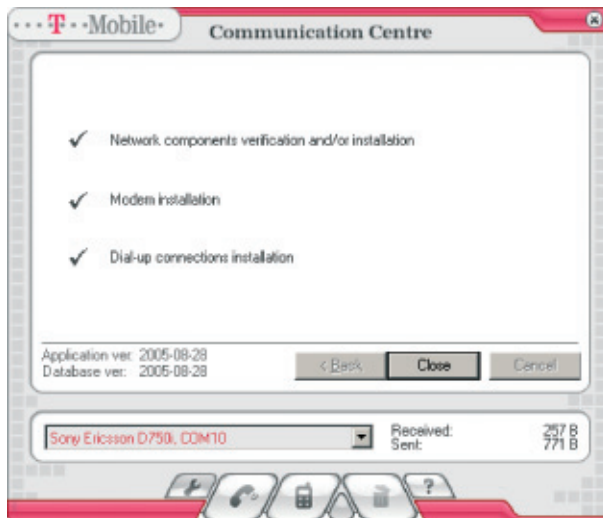 · · · T · · Mobile ·
Communication Centre
Network components verification and/or installation
Modem installation
Dial-up connections installation
Application ver: 2005-08-28
Database ver: 2005-08-28
< Back
Close
Cancel
Sony Ericsson D750i, COM10
Received: 257 B
Sent: 771 B
?